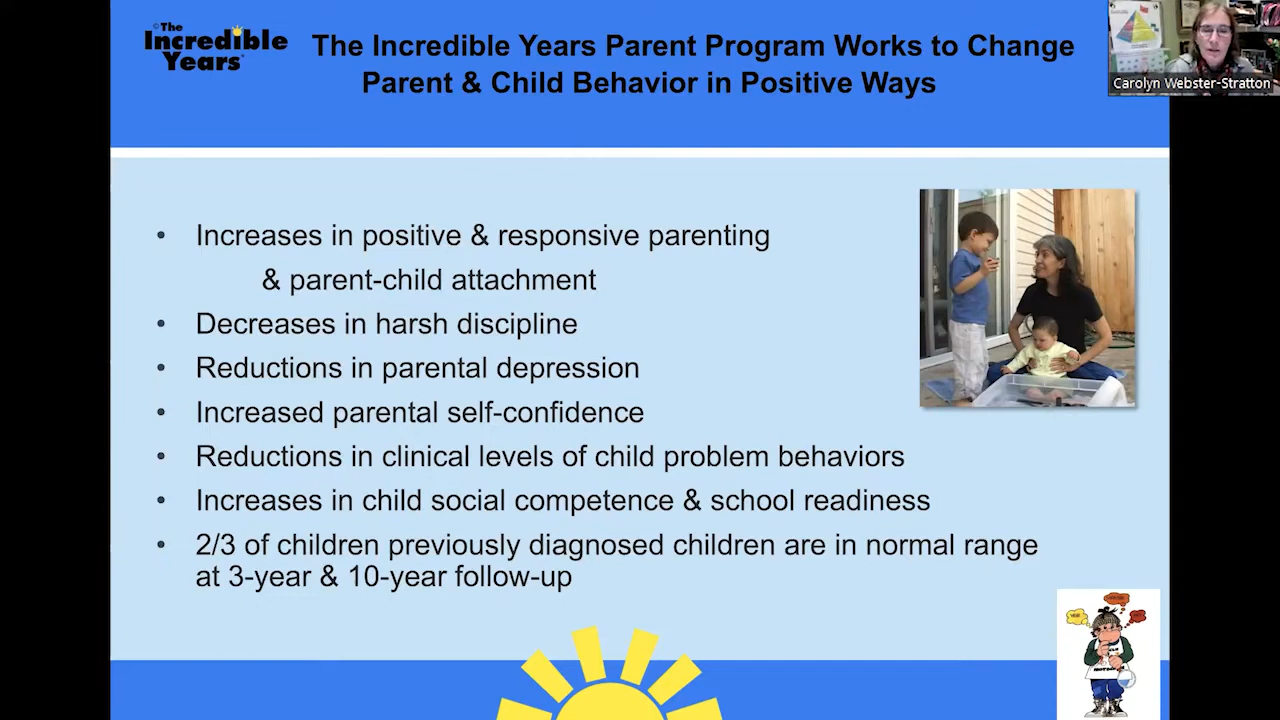 ©The
Incredible
Years®
The Incredible Years Parent Program Works to Change
Parent & Child Behavior in Positive Ways
Carolyn Webster-Stratton
• Increases in positive & responsive parenting
& parent-child attachment
• Decreases in harsh discipline
• Reductions in parental depression
• Increased parental self-confidence
• Reductions in clinical levels of child problem behaviors
• Increases in child social competence & school readiness
• 2/3 of children previously diagnosed children are in normal range
at 3-year & 10-year follow-up